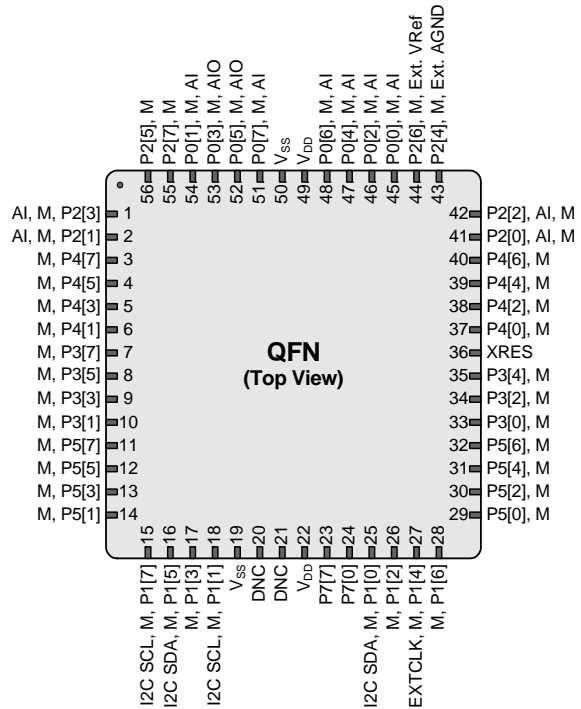 P2[5], M
P2[7], M
P0[1], M, AI
P0[3], M, AIO
P0[5], M, AIO
P0[7], M, AI
VSS
VDD
P0[6], M, AI
P0[4], M, AI
P0[2], M, AI
P0[0], M, AI
P2[6], M, Ext. VRef
P2[4], M, Ext. AGND
56
55
54
53
52
51
50
49
48
47
46
45
44
43
AI, M, P2[3] 1
AI, M, P2[1] 2
M, P4[7] 3
M, P4[5] 4
M, P4[3] 5
M, P4[1] 6
M, P3[7] 7
M, P3[5] 8
M, P3[3] 9
M, P3[1] 10
M, P5[7] 11
M, P5[5] 12
M, P5[3] 13
M, P5[1] 14
QFN
(Top View)
42 P2[2], AI, M
41 P2[0], AI, M
40 P4[6], M
39 P4[4], M
38 P4[2], M
37 P4[0], M
36 XRES
35 P3[4], M
34 P3[2], M
33 P3[0], M
32 P5[6], M
31 P5[4], M
30 P5[2], M
29 P5[0], M
15
16
17
18
19
20
21
22
23
24
25
26
27
28
I2C SCL, M, P1[7]
I2C SDA, M, P1[5]
M, P1[3]
I2C SCL, M, P1[1]
VSS
DNC
DNC
VDD
P7[7]
P7[0]
I2C SDA, M, P1[0]
M, P1[2]
EXTCLK, M, P1[4]
M, P1[6]